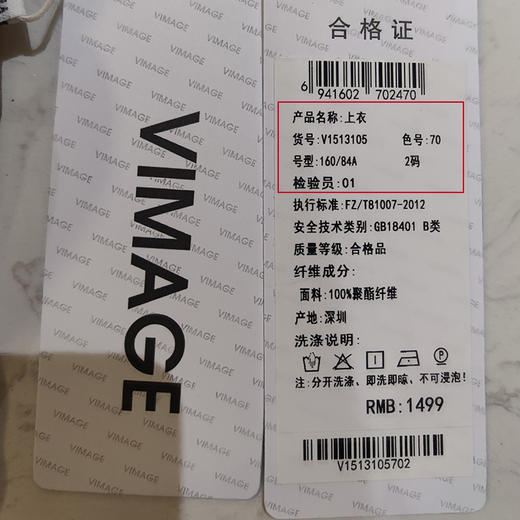 VIMAGE
合格证
6 941602 702470
产品名称:上衣
货号:V1513105 色号:70
号型:160/84A 2码
检验员:01
执行标准:FZ/T81007-2012
安全技术类别:GB18401 B类
质量等级:合格品
纤维成分:
面料:100%聚酯纤维
产地:深圳
洗涤说明:
注:分开洗涤、即洗即晾、不可浸泡!
RMB:1499
V1513105702